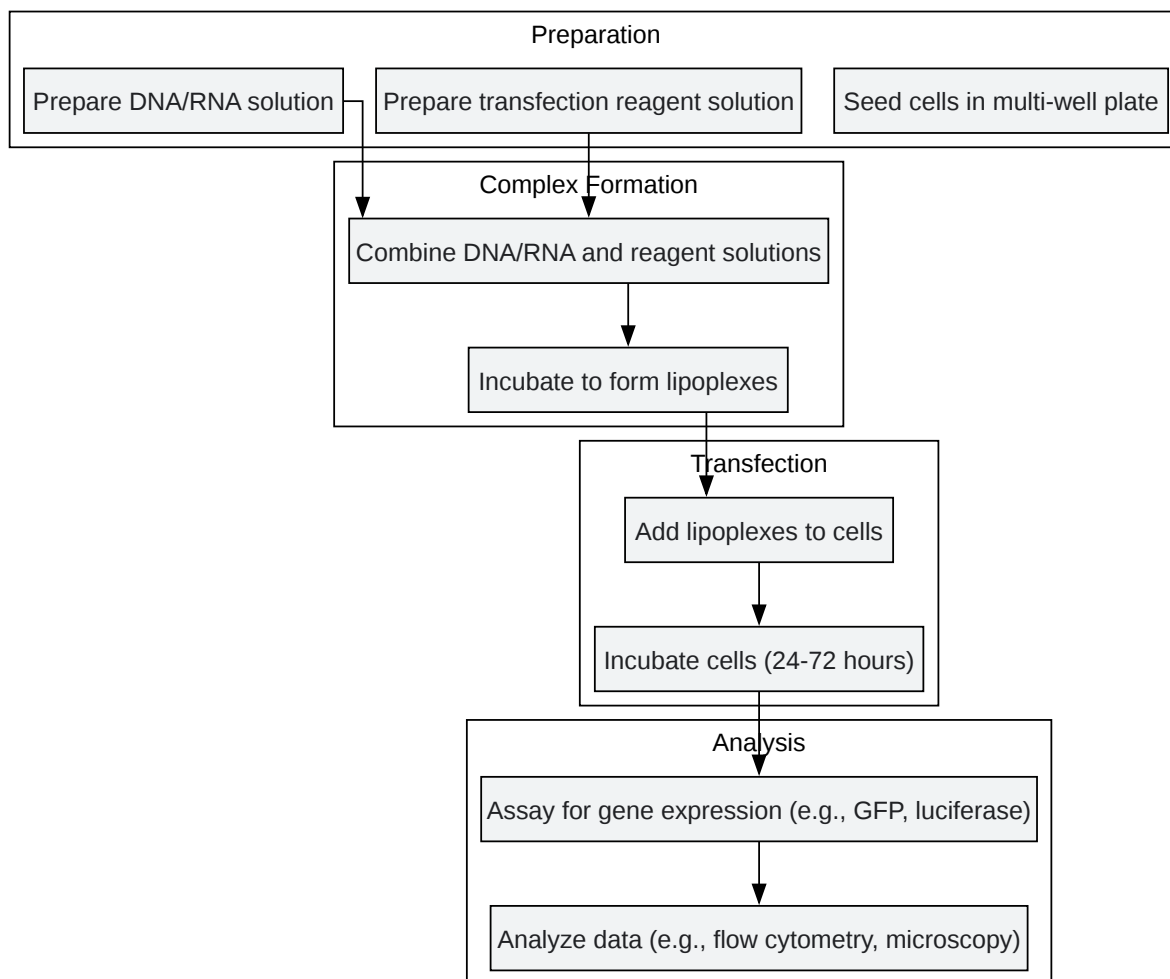 Preparation
Prepare DNA/RNA solution
Prepare transfection reagent solution
Seed cells in multi-well plate
Complex Formation
Combine DNA/RNA and reagent solutions
Incubate to form lipoplexes
Transfection
Add lipoplexes to cells
Incubate cells (24-72 hours)
Analysis
Assay for gene expression (e.g., GFP, luciferase)
Analyze data (e.g., flow cytometry, microscopy)